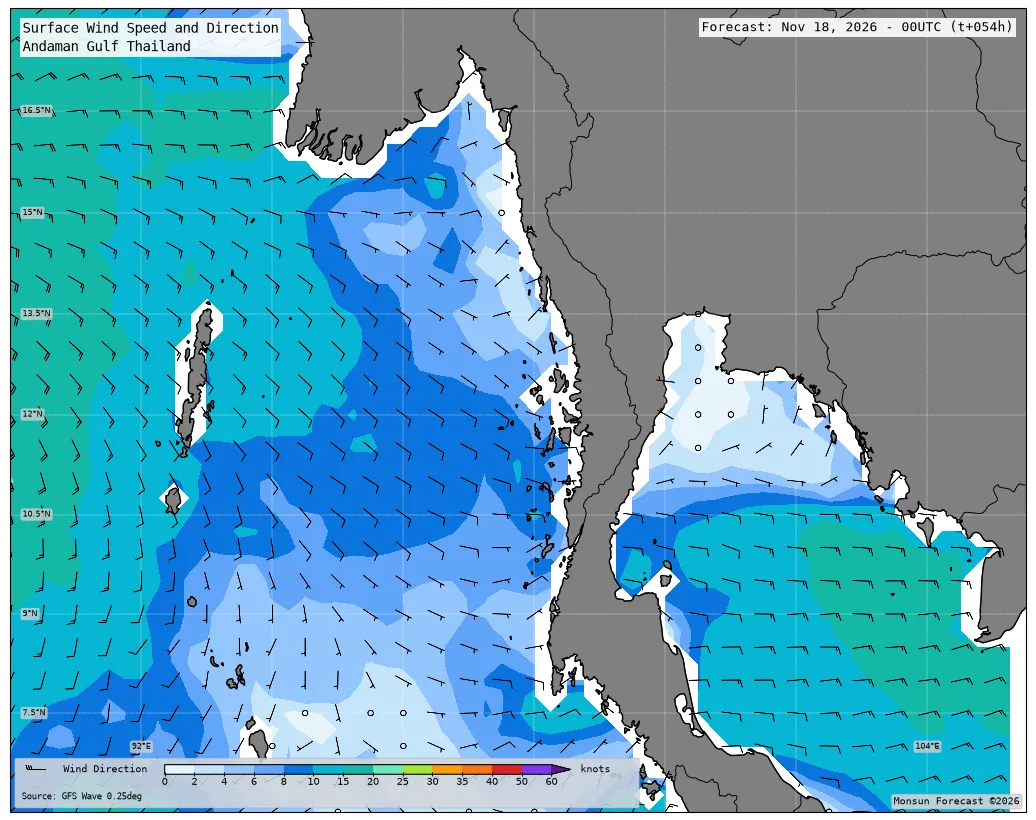 Surface Wind Speed and Direction
Andaman Gulf Thailand
Forecast: Nov 18, 2026 - 00UTC (t+054h)
16.5°N
15°N
13.5°N
12°N
10.5°N
9°N
7.5°N
92°E
104°E
Wind Direction
0 2 4 6 8 10 15 20 25 30 35 40 45 50 60
knots
Source: GFS Wave 0.25deg
Monsun Forecast ©2026